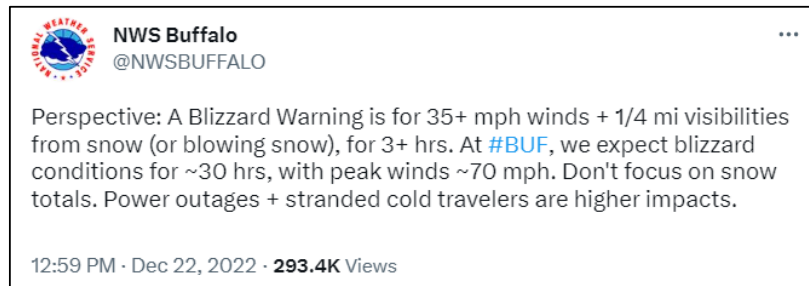 NATIONAL WEATHER SERVICE
NWS Buffalo
@NWSBUFFALO
Perspective: A Blizzard Warning is for 35+ mph winds + 1/4 mi visibilities
from snow (or blowing snow), for 3+ hrs. At #BUF, we expect blizzard
conditions for ~30 hrs, with peak winds ~70 mph. Don't focus on snow
totals. Power outages + stranded cold travelers are higher impacts.
12:59 PM · Dec 22, 2022 · 293.4K Views